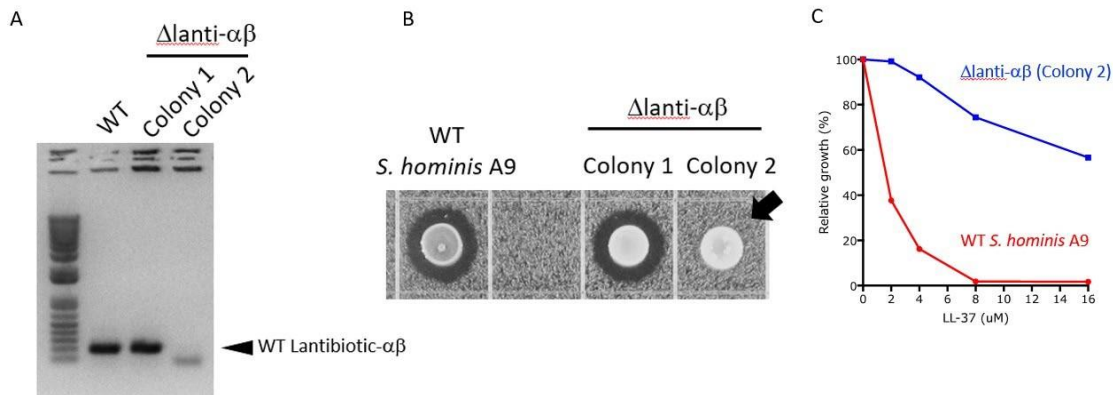 A
Δlanti-αβ
WT
Colony 1
Colony 2
WT Lantibiotic-αβ
B
Δlanti-αβ
WT
S. hominis A9
Colony 1
Colony 2
C
100
80
60
40
20
0
Relative growth (%)
0 2 4 6 8 10 12 14 16
LL-37 (uM)
Δlanti-αβ (Colony 2)
WT S. hominis A9